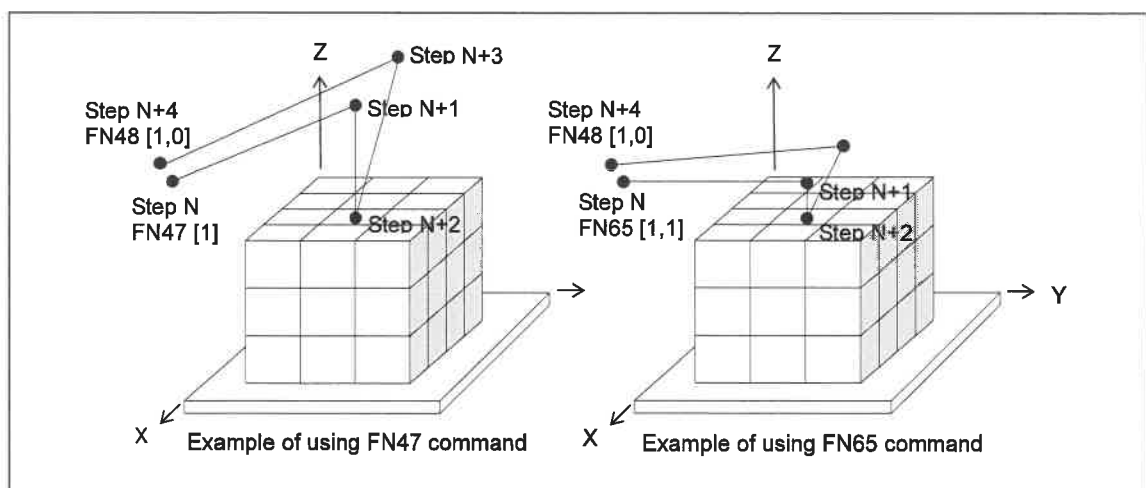 Z
Step N+3
Step N+4
FN48 [1,0]
Step N+1
Step N
FN47 [1]
Step N+2
X
Example of using FN47 command
Z
Step N+4
FN48 [1,0]
Step N
FN65 [1,1]
Step N+1
Step N+2
Y
X
Example of using FN65 command